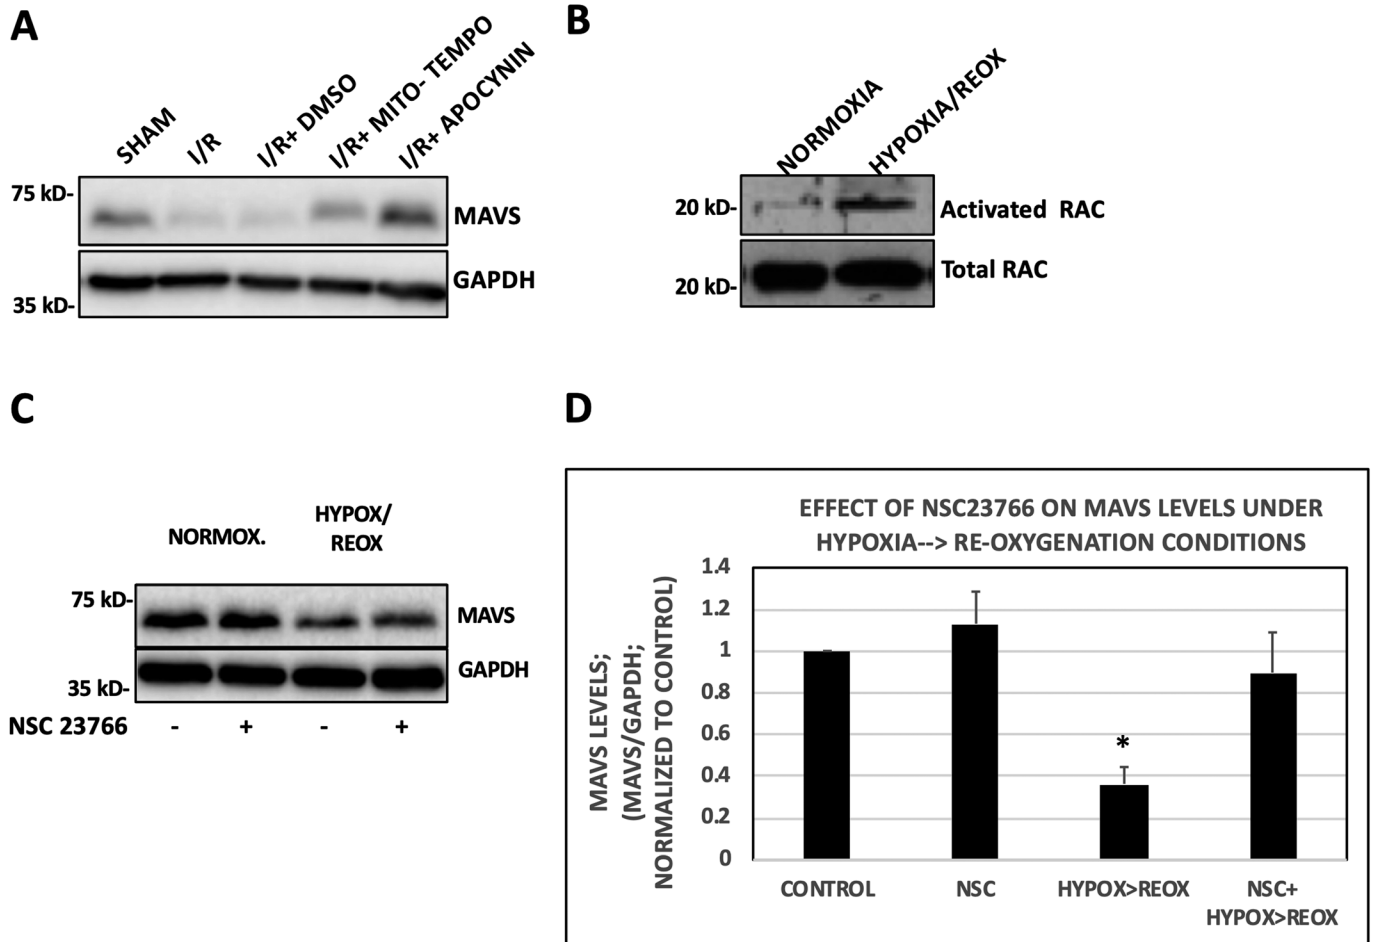 A
SHAM
I/R
I/R+ DMSO
I/R+ MITO- TEMPO
I/R+ APOCYNIN
75 kD-
MAVS
GAPDH
35 kD-
B
NORMOXIA
HYPOXIA/REOX
20 kD-
Activated RAC
Total RAC
20 kD-
C
NORMOX.
HYPOX/
REOX
75 kD-
MAVS
GAPDH
35 kD-
NSC 23766 - + - +
D
EFFECT OF NSC23766 ON MAVS LEVELS UNDER
HYPOXIA--> RE-OXYGENATION CONDITIONS
MAVS LEVELS;
(MAVS/GAPDH;
NORMALIZED TO CONTROL)
1.4
1.2
1
0.8
0.6
0.4
0.2
0
*
CONTROL
NSC
HYPOX>REOX
NSC+
HYPOX>REOX